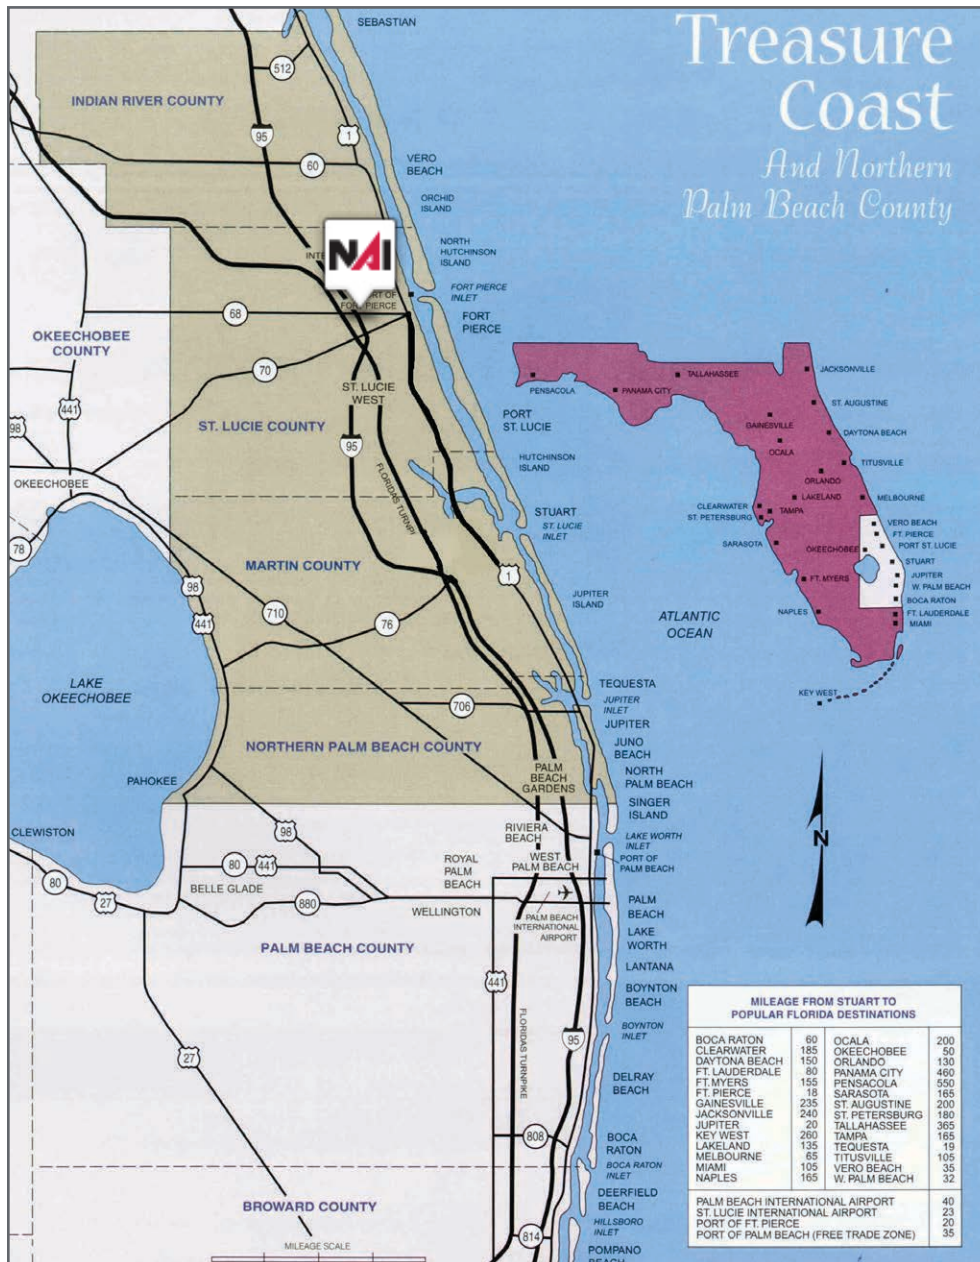 Treasure
Coast
And Northern
Palm Beach County
SEBASTIAN
512
INDIAN RIVER COUNTY
95
1
60
VERO
BEACH
ORCHID
ISLAND
NORTH
HUTCHINSON
ISLAND
NAI
FORT PIERCE
INLET
FORT
PIERCE
68
OKEECHOBEE
COUNTY
70
441
98
ST. LUCIE
WEST
ST. LUCIE COUNTY
95
PORT
ST. LUCIE
HUTCHINSON
ISLAND
FLORIDAS TURNPI
OKEECHOBEE
STUART
ST. LUCIE
INLET
78
MARTIN COUNTY
1
98
441
710
76
JUPITER
ISLAND
ATLANTIC
OCEAN
LAKE
OKEECHOBEE
TEQUESTA
JUPITER
INLET
706
JUPITER
NORTHERN PALM BEACH COUNTY
JUNO
BEACH
PAHOKEE
PALM
BEACH
GARDENS
NORTH
PALM BEACH
SINGER
ISLAND
CLEWISTON
98
RIVIERA
BEACH
LAKE WORTH
INLET
PORT OF
PALM BEACH
ROYAL
PALM
BEACH
WEST
PALM BEACH
80
441
80
27
BELLE GLADE
880
WELLINGTON
PALM BEACH
INTERNATIONAL
AIRPORT
PALM
BEACH
LAKE
WORTH
PALM BEACH COUNTY
LANTANA
441
BOYNTON
BEACH
BOYNTON
INLET
27
FLORIDAS TURNPIKE
95
DELRAY
BEACH
808
BOCA
RATON
BOCA RATON
INLET
BROWARD COUNTY
DEERFIELD
BEACH
HILLSBORO
INLET
814
MILEAGE SCALE
POMPANO
BEACH
PENSACOLA
PANAMA CITY
TALLAHASSEE
JACKSONVILLE
ST. AUGUSTINE
GAINESVILLE
DAYTONA BEACH
OCALA
TITUSVILLE
ORLANDO
LAKELAND
MELBOURNE
CLEARWATER
TAMPA
ST. PETERSBURG
VERO BEACH
FT. PIERCE
SARASOTA
PORT ST. LUCIE
OKEECHOBEE
STUART
FT. MYERS
JUPITER
W. PALM BEACH
BOCA RATON
NAPLES
FT. LAUDERDALE
MIAMI
KEY WEST
N
MILEAGE FROM STUART TO
POPULAR FLORIDA DESTINATIONS
BOCA RATON 60 OCALA 200
CLEARWATER 185 OKEECHOBEE 50
DAYTONA BEACH 150 ORLANDO 130
FT. LAUDERDALE 80 PANAMA CITY 460
FT.MYERS 155 PENSACOLA 550
FT. PIERCE 18 SARASOTA 165
GAINESVILLE 235 ST. AUGUSTINE 200
JACKSONVILLE 240 ST. PETERSBURG 180
JUPITER 20 TALLAHASSEE 365
KEY WEST 260 TAMPA 165
LAKELAND 135 TEQUESTA 19
MELBOURNE 65 TITUSVILLE 105
MIAMI 105 VERO BEACH 35
NAPLES 165 W. PALM BEACH 32
PALM BEACH INTERNATIONAL AIRPORT 40
ST. LUCIE INTERNATIONAL AIRPORT 23
PORT OF FT. PIERCE 20
PORT OF PALM BEACH (FREE TRADE ZONE) 35